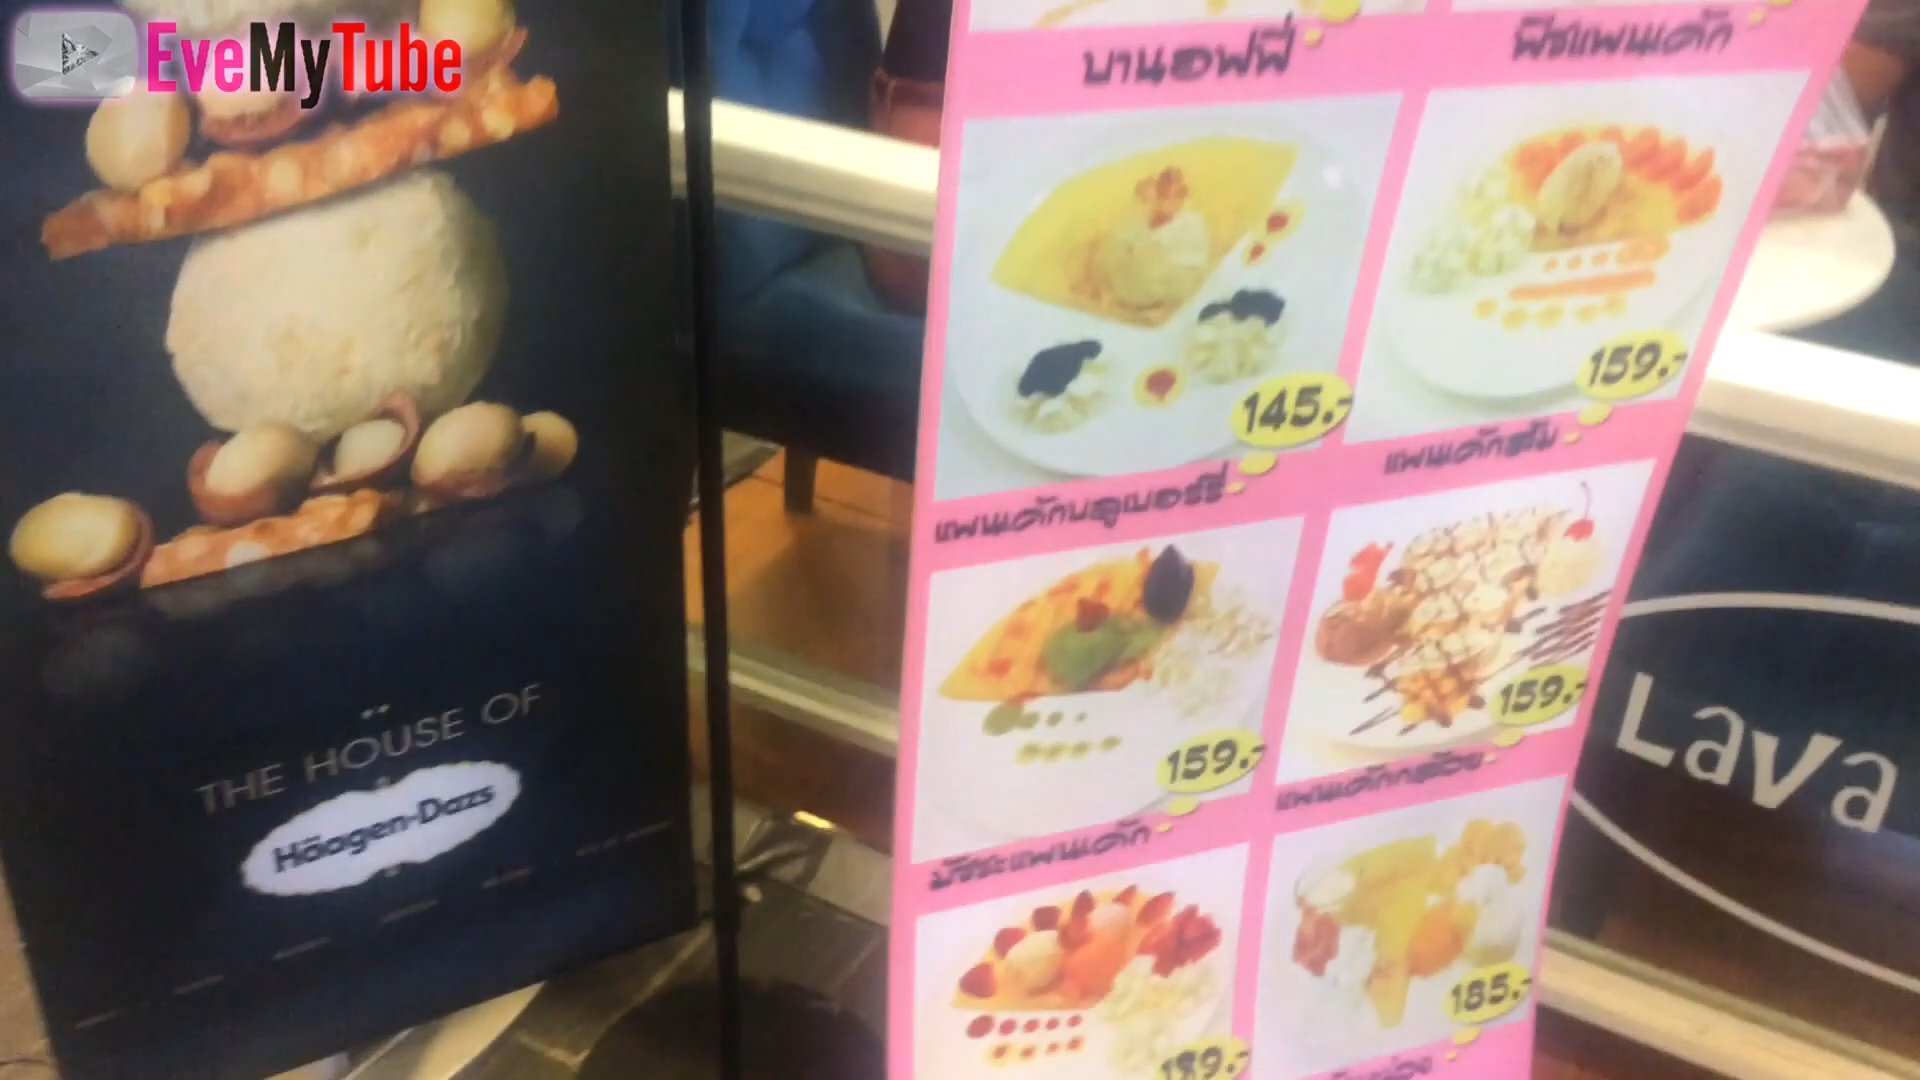 EveMyTube
THE HOUSE OF
Häagen-Dazs
บานอฟฟี่
พีชแพนเค้ก
145.-
159.-
แพนเค้กบลูเบอร์รี่
แพนเค้กส้ม
159.-
159.-
มัชชะแพนเค้ก
แพนเค้กกล้วย
189.-
185.-
Lava